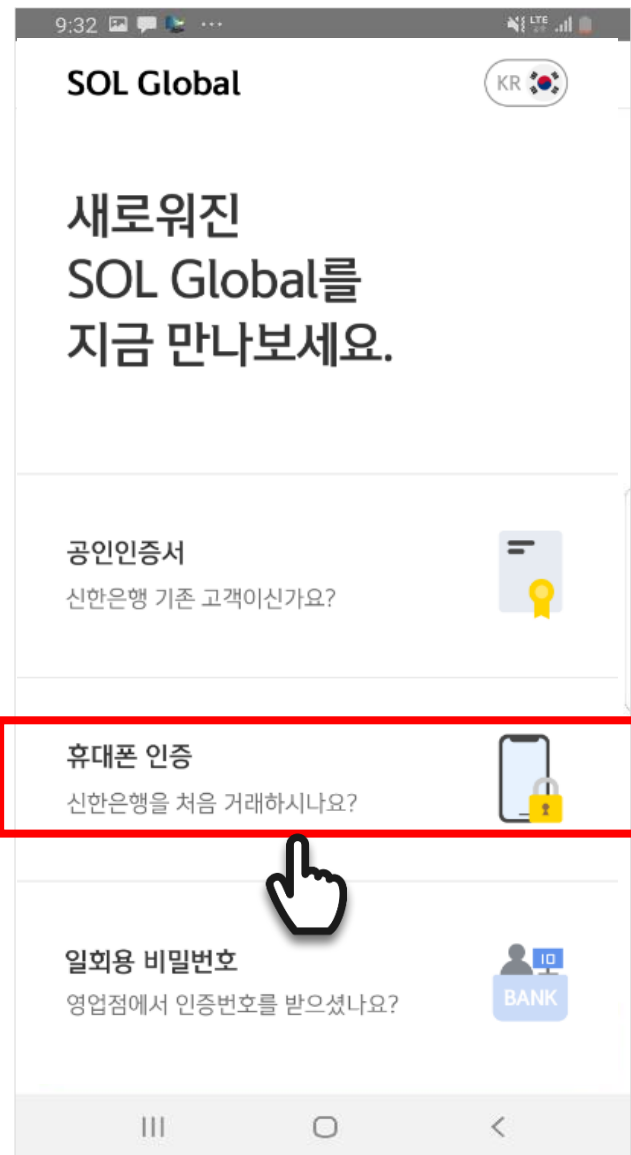 9:32
LTE
SOL Global
KR
새로워진
SOL Global를
지금 만나보세요.
공인인증서
신한은행 기존 고객이신가요?
휴대폰 인증
신한은행을 처음 거래하시나요?
일회용 비밀번호
영업점에서 인증번호를 받으셨나요?
ID
BANK